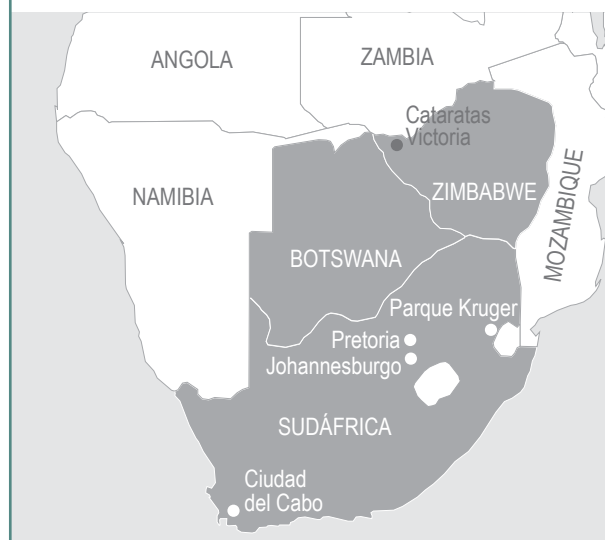 ANGOLA
ZAMBIA
Cataratas
Victoria
NAMIBIA
ZIMBABWE
MOZAMBIQUE
BOTSWANA
Parque Kruger
Pretoria
Johannesburgo
SUDÁFRICA
Ciudad
del Cabo